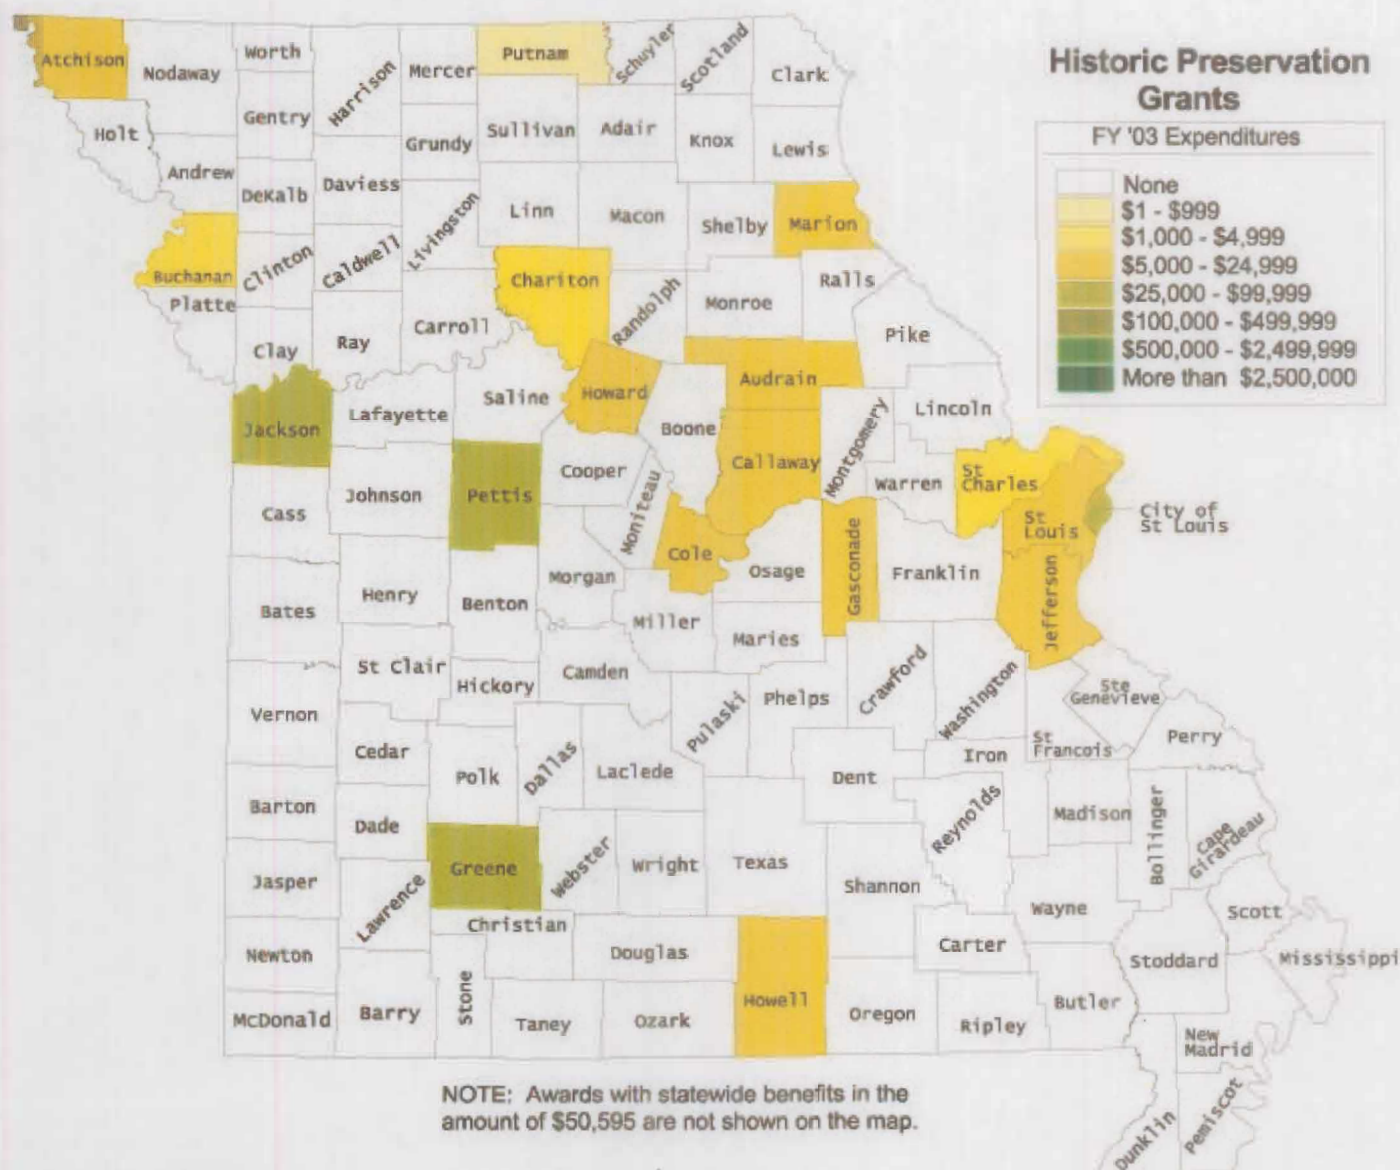 Historic Preservation
Grants
FY '03 Expenditures
None
$1 - $999
$1,000 - $4,999
$5,000 - $24,999
$25,000 - $99,999
$100,000 - $499,999
$500,000 - $2,499,999
More than $2,500,000
Atchison
Nodaway
Worth
Harrison
Mercer
Putnam
Schuyler
Scotland
Clark
Holt
Gentry
Grundy
Sullivan
Adair
Knox
Lewis
Andrew
DeKalb
Daviess
Livingston
Linn
Macon
Shelby
Marion
Buchanan
Clinton
Caldwell
Chariton
Randolph
Monroe
Ralls
Platte
Clay
Ray
Carroll
Pike
Jackson
Lafayette
Saline
Howard
Boone
Audrain
Callaway
Montgomery
Lincoln
Warren
St
Charles
St
Louis
City of
St Louis
Cass
Johnson
Pettis
Cooper
Moniteau
Cole
Osage
Gasconade
Franklin
Jefferson
Bates
Henry
Benton
Morgan
Miller
Maries
St Clair
Hickory
Camden
Pulaski
Phelps
Crawford
Washington
Ste
Genevieve
St
Francois
Perry
Vernon
Cedar
Polk
Dallas
Laclede
Dent
Iron
Reynolds
Madison
Bollinger
Cape
Girardeau
Barton
Dade
Greene
Webster
Wright
Texas
Shannon
Wayne
Scott
Mississippi
Jasper
Lawrence
Christian
Douglas
Howell
Carter
Stoddard
Newton
Barry
Stone
Taney
Ozark
Oregon
Ripley
Butler
McDonald
New
Madrid
Dunklin
Pemiscot
NOTE: Awards with statewide benefits in the
amount of $50,595 are not shown on the map.